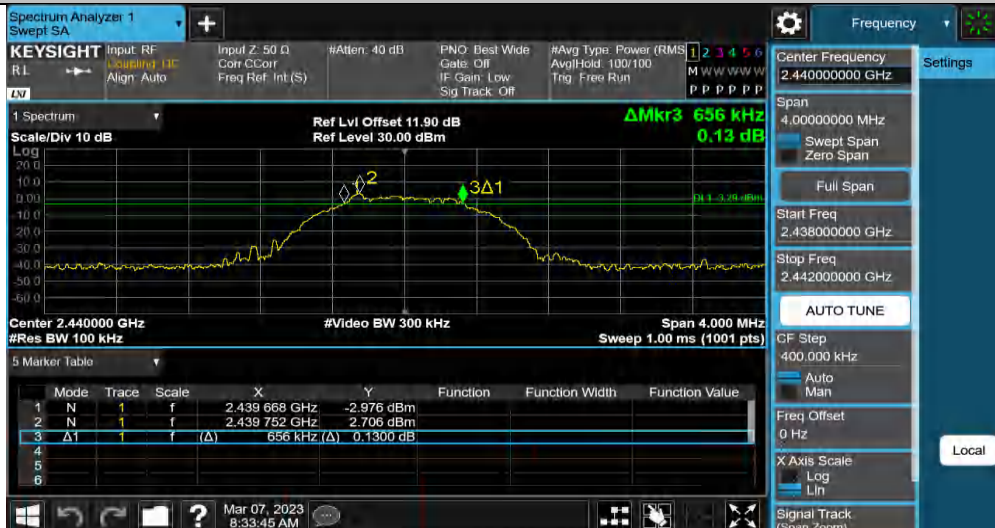 Spectrum Analyzer 1
Swept SA
Frequency
KEYSIGHT
RL
LXI
Input: RF
Coupling: DC
Align: Auto
Input Z: 50 Ω
Corr CCorr
Freq Ref: Int (S)
#Atten: 40 dB
PNO: Best Wide
Gate: Off
IF Gain: Low
Sig Track: Off
#Avg Type: Power (RMS
Avg|Hold: 100/100
Trig: Free Run
1 2 3 4 5 6
M W W W W W
P P P P P P
1 Spectrum
Scale/Div 10 dB
Ref Lvl Offset 11.90 dB
Ref Level 30.00 dBm
ΔMkr3 656 kHz
0.13 dB
Log
20.0
10.0
0.00
-10.0
-20.0
-30.0
-40.0
-50.0
-60.0
2
3Δ1
DL1 -3.29 dBm
Center 2.440000 GHz
#Video BW 300 kHz
Span 4.000 MHz
#Res BW 100 kHz
Sweep 1.00 ms (1001 pts)
5 Marker Table
Mode Trace Scale X Y Function Function Width Function Value
1 N 1 f 2.439 668 GHz -2.976 dBm
2 N 1 f 2.439 752 GHz 2.706 dBm
3 Δ1 1 f (Δ) 656 kHz (Δ) 0.1300 dB
4
5
6
?
Mar 07, 2023
8:33:45 AM
Center Frequency
2.440000000 GHz
Span
4.00000000 MHz
Swept Span
Zero Span
Full Span
Start Freq
2.438000000 GHz
Stop Freq
2.442000000 GHz
AUTO TUNE
CF Step
400.000 kHz
Auto
Man
Freq Offset
0 Hz
X Axis Scale
Log
Lin
Signal Track
(Span Zoom)
Settings
Local